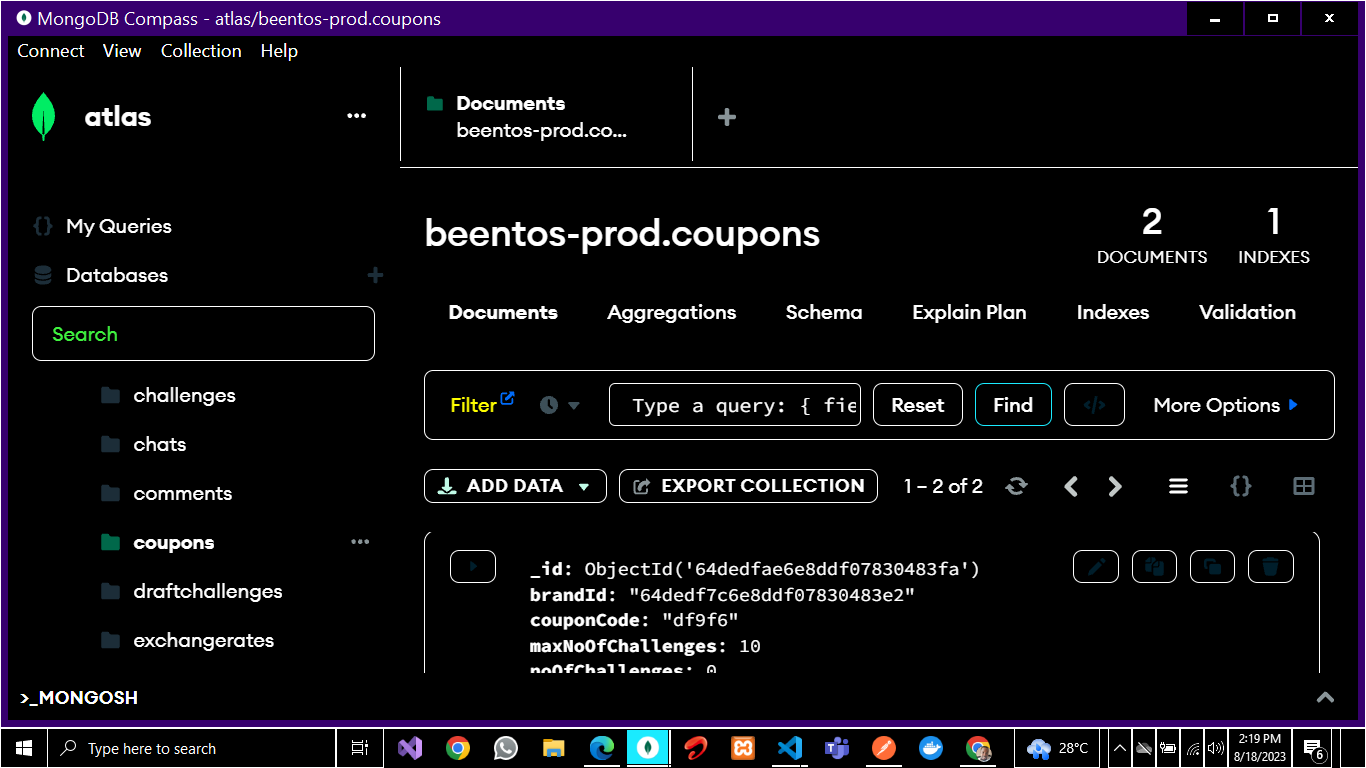 MongoDB Compass - atlas/beentos-prod.coupons
Connect View Collection Help
atlas
Documents
beentos-prod.co...
My Queries
Databases
Search
challenges
chats
comments
coupons
draftchallenges
exchangerates
beentos-prod.coupons
2
DOCUMENTS
1
INDEXES
Documents Aggregations Schema Explain Plan Indexes Validation
Filter Type a query: { fie Reset Find </> More Options
ADD DATA EXPORT COLLECTION 1 – 2 of 2 {}
_id: ObjectId('64dedfae6e8ddf07830483fa')
brandId: "64dedf7c6e8ddf07830483e2"
couponCode: "df9f6"
maxNoOfChallenges: 10
noOfChallenges: 0
>_MONGOSH
Type here to search
28°C
2:19 PM
8/18/2023
6